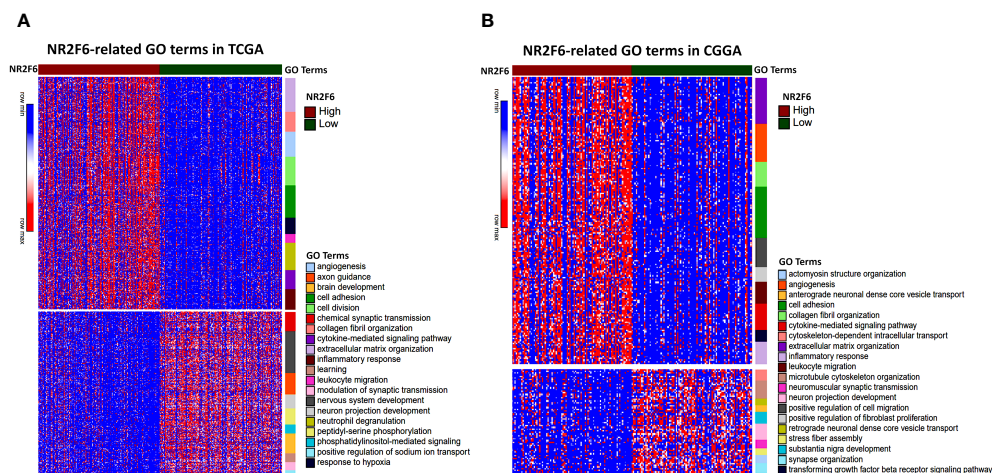 A
NR2F6-related GO terms in TCGA
NR2F6
GO Terms
row min
row max
NR2F6
High
Low
GO Terms
angiogenesis
axon guidance
brain development
cell adhesion
cell division
chemical synaptic transmission
collagen fibril organization
cytokine-mediated signaling pathway
extracellular matrix organization
inflammatory response
learning
leukocyte migration
modulation of synaptic transmission
nervous system development
neuron projection development
neutrophil degranulation
peptidyl-serine phosphorylation
phosphatidylinositol-mediated signaling
positive regulation of sodium ion transport
response to hypoxia
B
NR2F6-related GO terms in CGGA
NR2F6
GO Terms
row min
row max
NR2F6
High
Low
GO Terms
actomyosin structure organization
angiogenesis
anterograde neuronal dense core vesicle transport
cell adhesion
collagen fibril organization
cytokine-mediated signaling pathway
cytoskeleton-dependent intracellular transport
extracellular matrix organization
inflammatory response
leukocyte migration
microtubule cytoskeleton organization
neuromuscular synaptic transmission
neuron projection development
positive regulation of cell migration
positive regulation of fibroblast proliferation
retrograde neuronal dense core vesicle transport
stress fiber assembly
substantia nigra development
synapse organization
transforming growth factor beta receptor signaling pathway